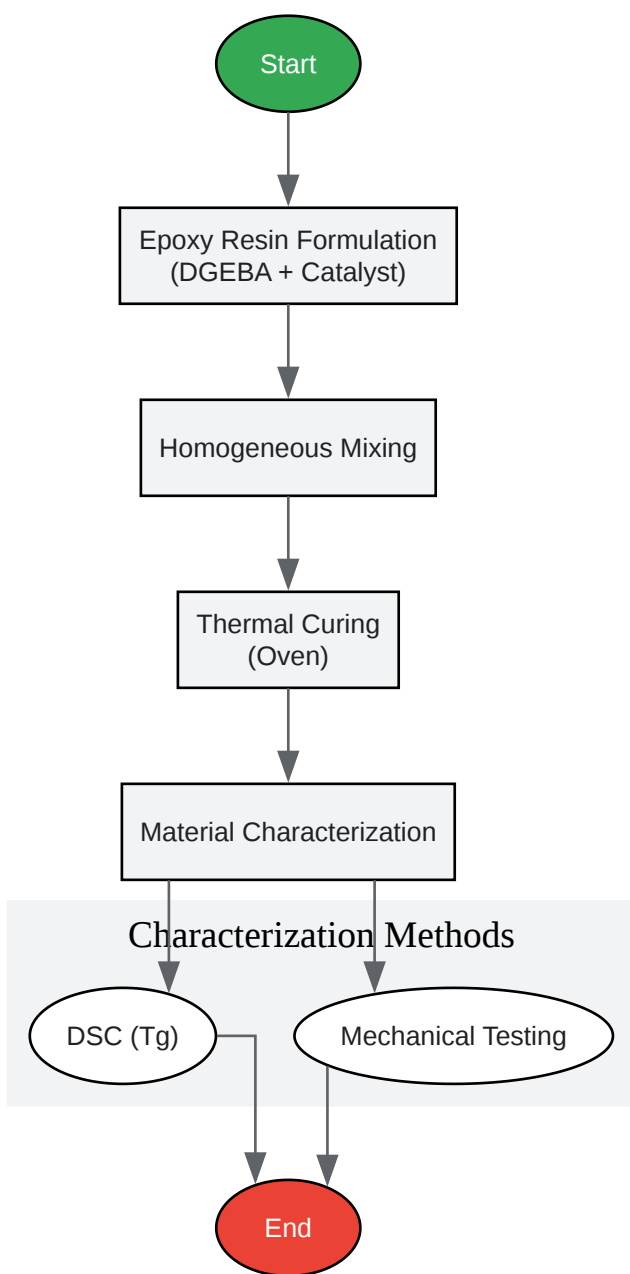 Start
Epoxy Resin Formulation
(DGEBA + Catalyst)
Homogeneous Mixing
Thermal Curing
(Oven)
Material Characterization
Characterization Methods
DSC (Tg)
Mechanical Testing
End